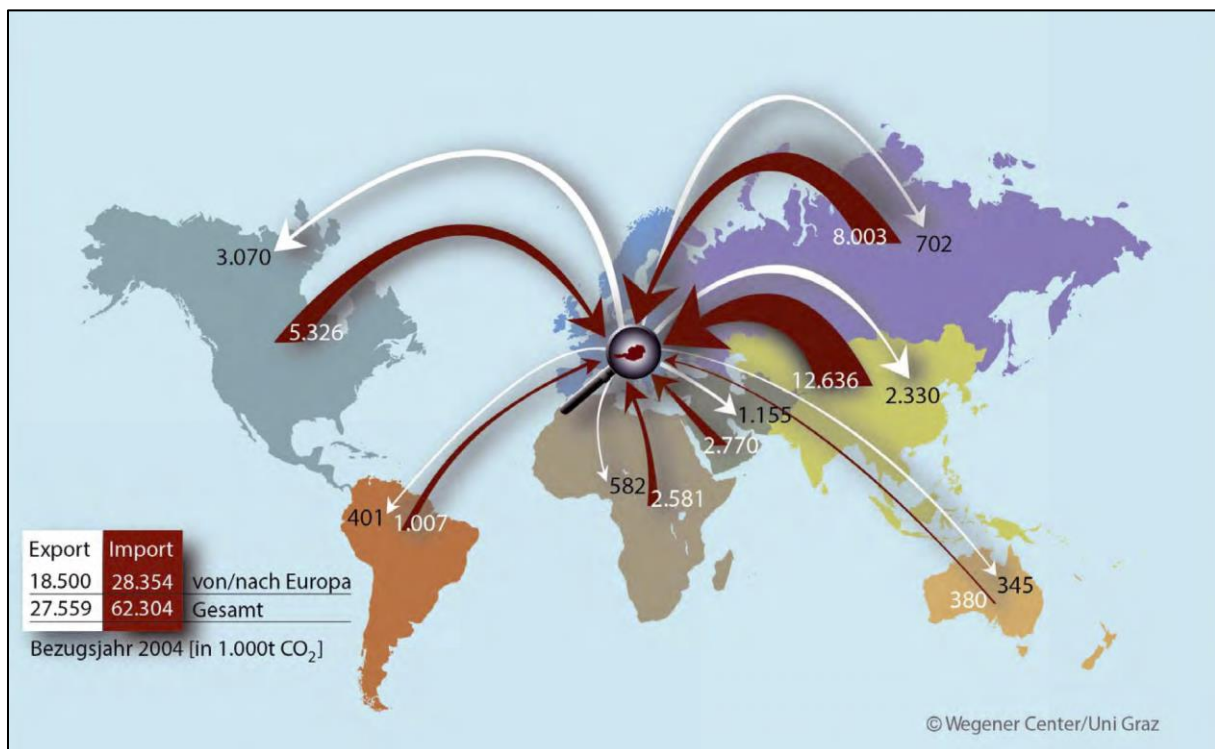 8.003
702
3.070
5.326
12.636
2.330
1.155
2.770
582
2.581
401
1.007
345
380
Export Import
18.500 28.354 von/nach Europa
27.559 62.304 Gesamt
Bezugsjahr 2004 [in 1.000t CO₂]
© Wegener Center/Uni Graz